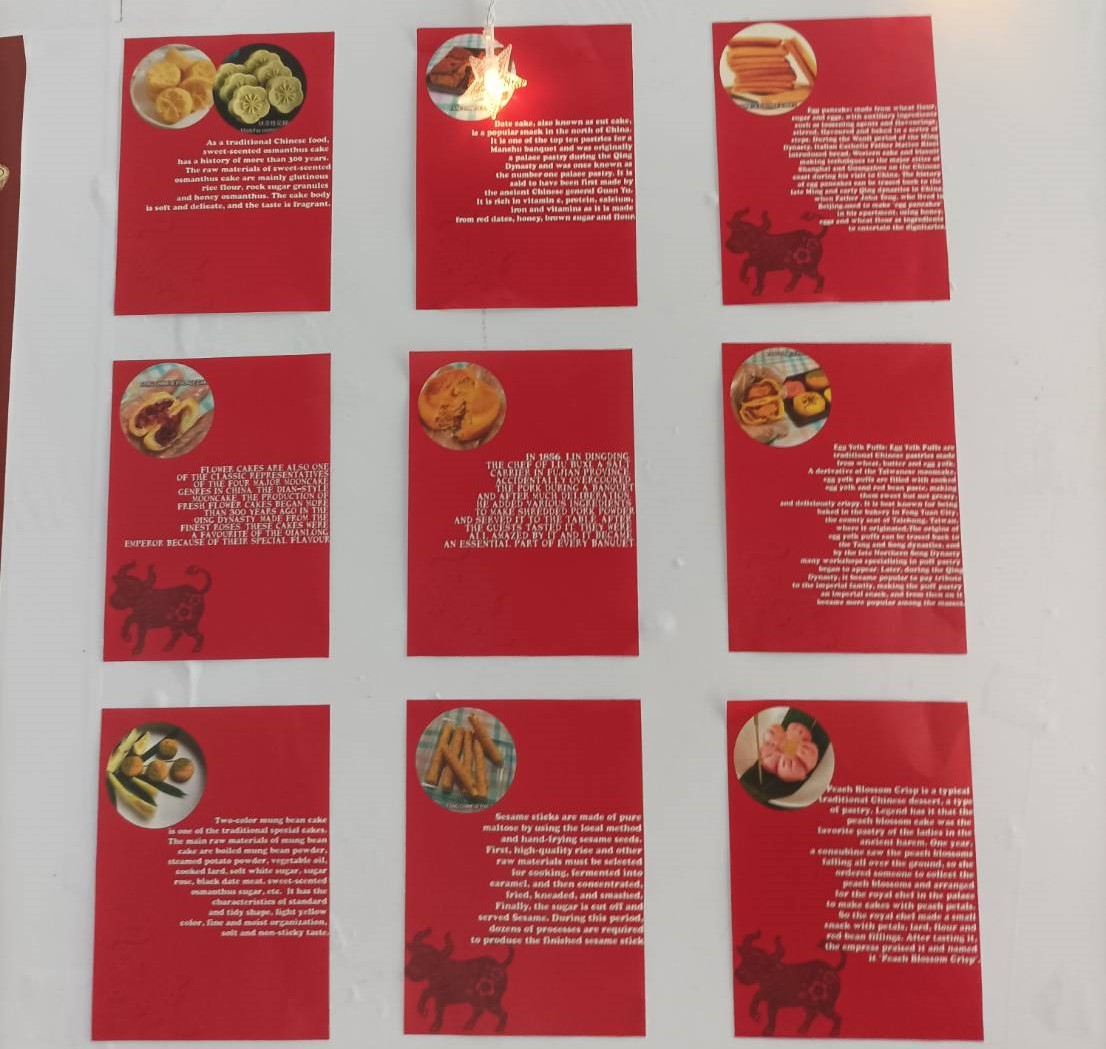 As a traditional Chinese food,
sweet-scented osmanthus cake
has a history of more than 300 years.
The raw materials of sweet-scented
osmanthus cake are mainly glutinous
rice flour, rock sugar granules
and honey osmanthus. The cake body
is soft and delicate, and the taste is fragrant.
Date cake, also known as cut cake,
is a popular snack in the north of China.
It is one of the top ten pastries for a
Manshu banquet and was originally
a palace pastry during the Qing
Dynasty and was once known as
the number one palace pastry. It is
said to have been first made by
the ancient Chinese general Guan Yu.
It is rich in vitamin c, protein, calcium,
iron and vitamins as it is made
from red dates, honey, brown sugar and flour
Egg pancake: made from wheat flour,
sugar and eggs, with auxiliary ingredients
such as seasoning agents and flavourings,
stirred, flavoured and baked in a series of
steps. During the Wanli period of the Ming
Dynasty, Italian Catholic Father Matteo Ricci
introduced bread, Western cake and biscuit
making techniques to the major cities of
Shanghai and Guangzhou on the Chinese
coast during his visit to China. The history
of egg pancakes can be traced back to the
late Ming and early Qing dynasties in China
when Father John Tong, who lived in
Beijing, used to make "egg pancakes"
in his apartment, using honey,
eggs and wheat flour as ingredients
to entertain the dignitaries.
FLOWER CAKES ARE ALSO ONE
OF THE CLASSIC REPRESENTATIVES
OF THE FOUR MAJOR MOONCAKE
GENRES IN CHINA, THE DIAN-STYLE
MOONCAKE. THE PRODUCTION OF
FRESH FLOWER CAKES BEGAN MORE
THAN 300 YEARS AGO IN THE
QING DYNASTY. MADE FROM THE
FINEST ROSES, THESE CAKES WERE
A FAVOURITE OF THE QIANLONG
EMPEROR BECAUSE OF THEIR SPECIAL FLAVOUR
IN 1856, LIN DINGDING,
THE CHEF OF LIU BUXI, A SALT
CARRIER IN FUJIAN PROVINCE,
ACCIDENTALLY OVERCOOKED
THE PORK DURING A BANQUET
AND AFTER MUCH DELIBERATION,
HE ADDED VARIOUS INGREDIENTS
TO MAKE SHREDDED PORK POWDER
AND SERVED IT TO THE TABLE. AFTER
THE GUESTS TASTED IT, THEY WERE
ALL AMAZED BY IT AND IT BECAME
AN ESSENTIAL PART OF EVERY BANQUET
Egg Yolk Puffs: Egg Yolk Puffs are
traditional Chinese pastries made
from wheat, butter and egg yolk.
A derivative of the Taiwanese mooncake,
egg yolk puffs are filled with cooked
egg yolk and red bean paste, making
them sweet but not greasy,
and deliciously crispy. It is best known for being
baked in the bakery in Feng Yuan City,
the county seat of Taichung, Taiwan,
where it originated. The origins of
egg yolk puffs can be traced back to
the Tang and Song dynasties, and
by the late Northern Song Dynasty
many workshops specialising in puff pastry
began to appear. Later, during the Qing
Dynasty, it became popular to pay tribute
to the imperial family, making the puff pastry
an imperial snack, and from then on it
became more popular among the masses.
Two-color mung bean cake
is one of the traditional special cakes.
The main raw materials of mung bean
cake are boiled mung bean powder,
steamed potato powder, vegetable oil,
cooked lard, soft white sugar, sugar
rose, black date meat, sweet-scented
osmanthus sugar, etc. It has the
characteristics of standard
and tidy shape, light yellow
color, fine and moist organization,
soft and non-sticky taste.
Sesame sticks are made of pure
maltose by using the local method
and hand-frying sesame seeds.
First, high-quality rice and other
raw materials must be selected
for cooking, fermented into
caramel, and then concentrated,
fried, kneaded, and smashed.
Finally, the sugar is cut off and
served Sesame. During this period,
dozens of processes are required
to produce the finished sesame stick
Peach Blossom Crisp is a typical
traditional Chinese dessert, a type
of pastry. Legend has it that the
peach blossom cake was the
favorite pastry of the ladies in the
ancient harem. One year,
a concubine saw the peach blossoms
falling all over the ground, so she
ordered someone to collect the
peach blossoms and arranged
for the royal chef in the palace
to make cakes with peach petals.
So the royal chef made a small
snack with petals, lard, flour and
red bean fillings. After tasting it,
the empress praised it and named
it "Peach Blossom Crisp".